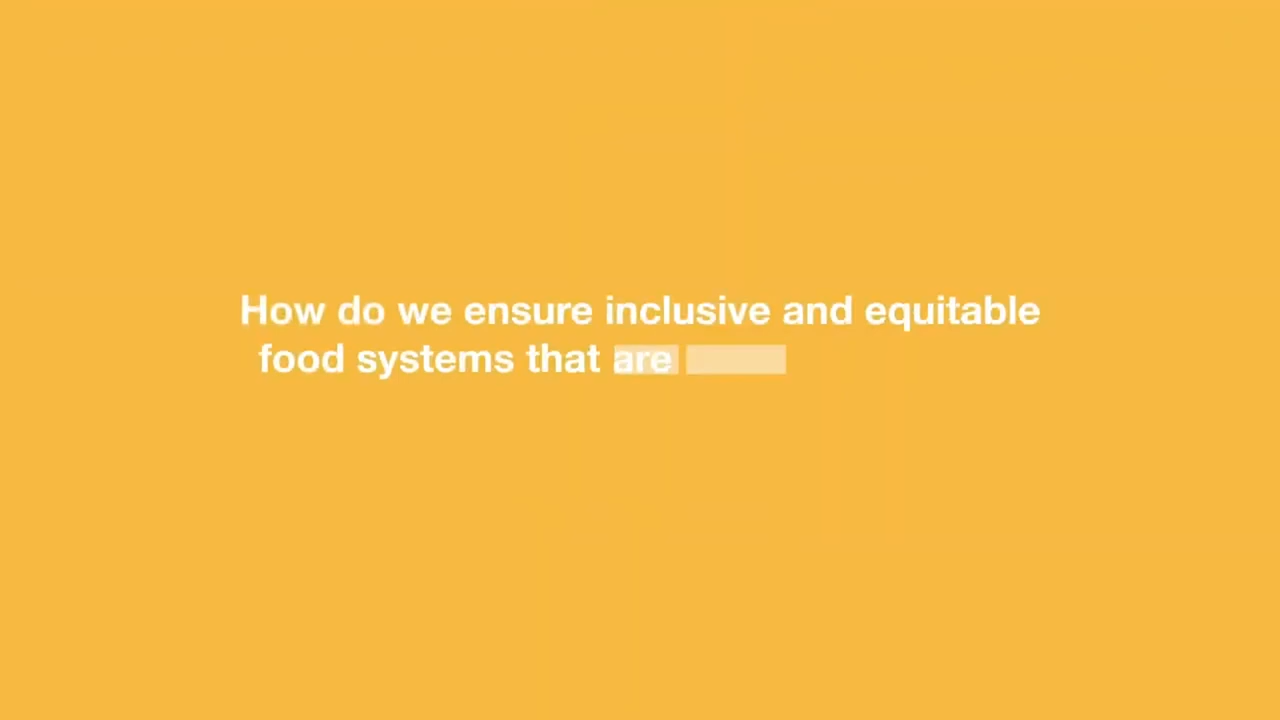 How do we ensure inclusive and equitable
food systems that are